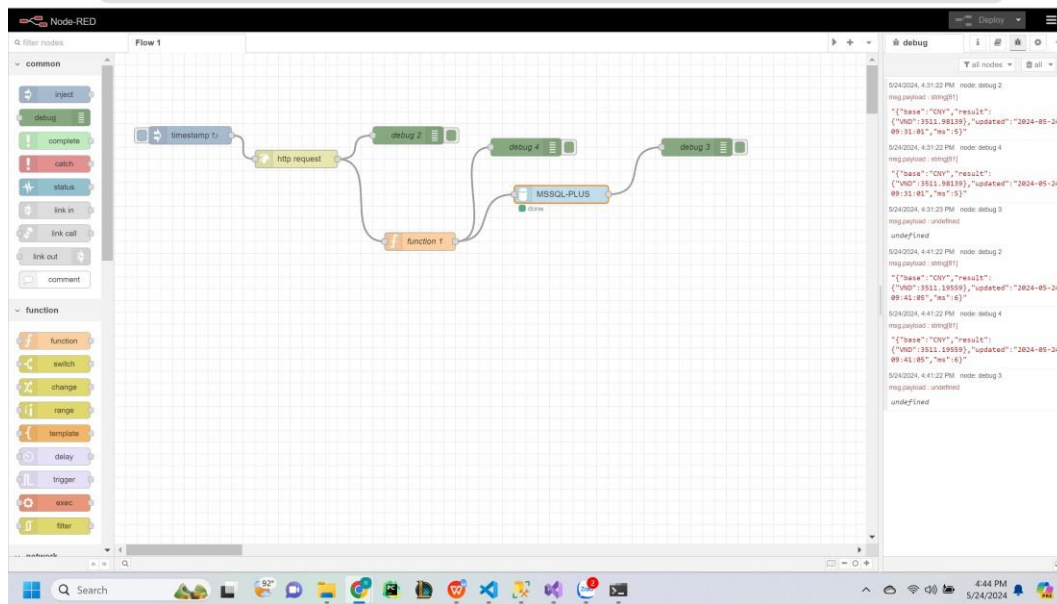 Node-RED
Deploy
filter nodes
Flow 1
debug
i
common
all nodes
all
inject
debug
complete
catch
status
link in
link call
link out
comment
function
function
switch
change
range
template
delay
trigger
exec
filter
network
timestamp ↻
http request
debug 2
debug 4
debug 3
MSSQL-PLUS
done
function 1
5/24/2024, 4:31:22 PM node: debug 2
msg.payload : string[81]
"{"base":"CNY","result":
{"VND":3511.98139},"updated":"2024-05-24
09:31:01","ms":5}"
5/24/2024, 4:31:22 PM node: debug 4
msg.payload : string[81]
"{"base":"CNY","result":
{"VND":3511.98139},"updated":"2024-05-24
09:31:01","ms":5}"
5/24/2024, 4:31:23 PM node: debug 3
msg.payload : undefined
undefined
5/24/2024, 4:41:22 PM node: debug 2
msg.payload : string[81]
"{"base":"CNY","result":
{"VND":3511.19559},"updated":"2024-05-24
09:41:05","ms":6}"
5/24/2024, 4:41:22 PM node: debug 4
msg.payload : string[81]
"{"base":"CNY","result":
{"VND":3511.19559},"updated":"2024-05-24
09:41:05","ms":6}"
5/24/2024, 4:41:22 PM node: debug 3
msg.payload : undefined
undefined
Search
92°
Zalo
2
4:44 PM
5/24/2024
PRE